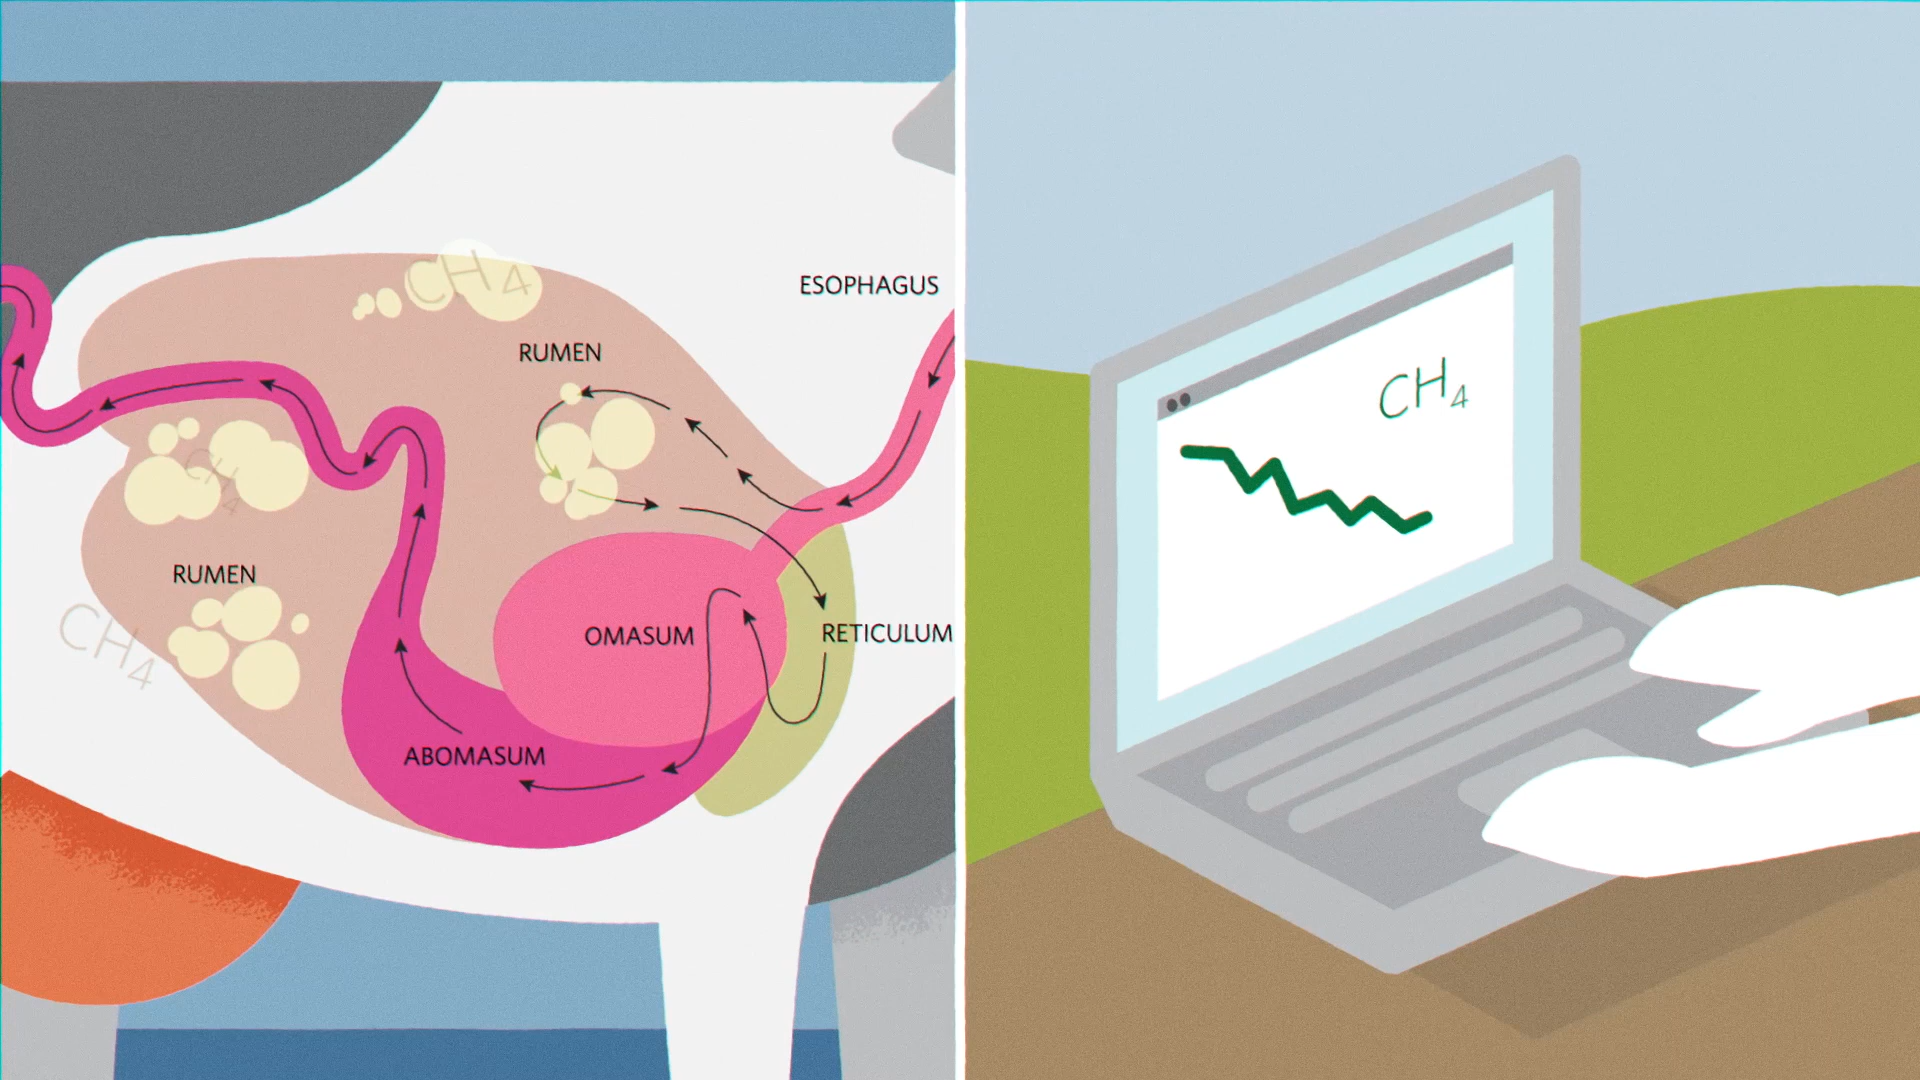 CH4
ESOPHAGUS
RUMEN
CH4
RUMEN
CH4
OMASUM
RETICULUM
ABOMASUM
CH4